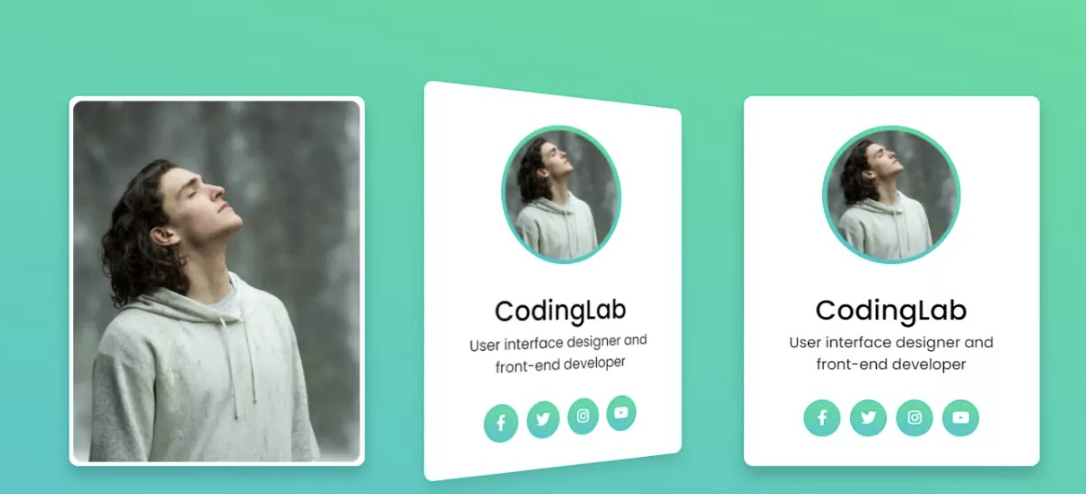 CodingLab
User interface designer and
front-end developer
CodingLab
User interface designer and
front-end developer